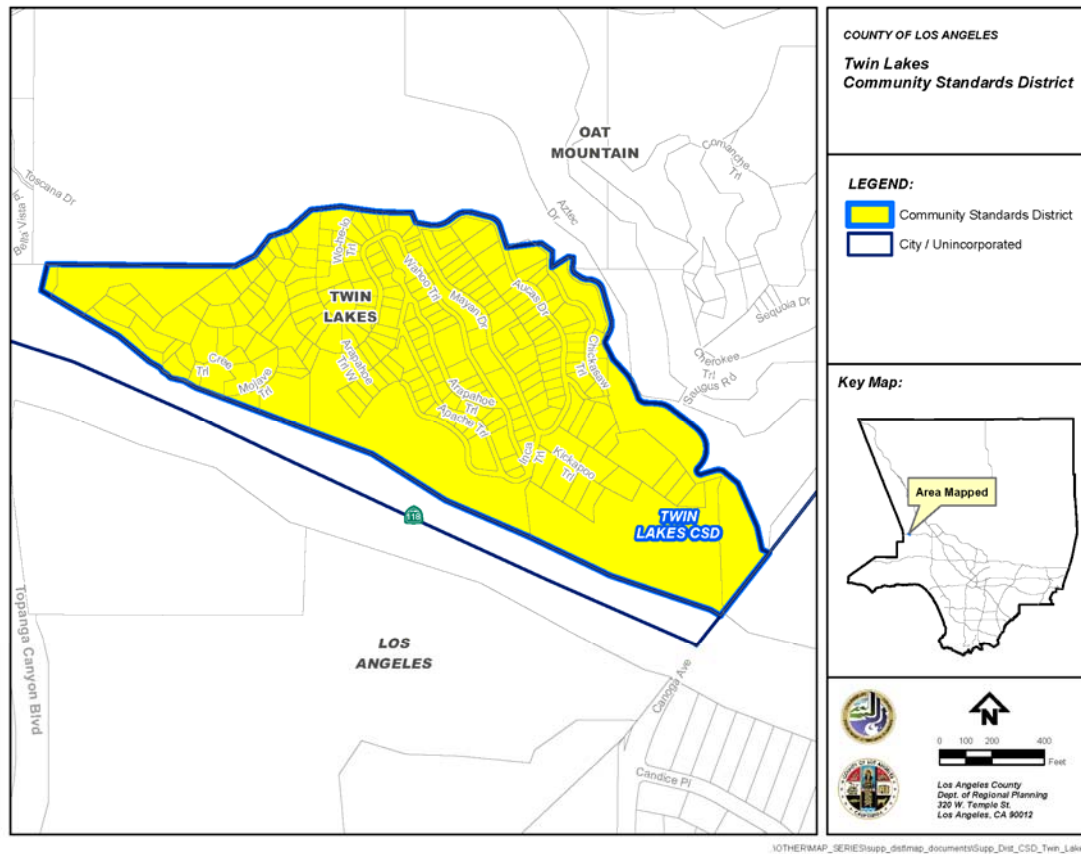 COUNTY OF LOS ANGELES
Twin Lakes
Community Standards District
LEGEND:
Community Standards District
City / Unincorporated
Key Map:
Area Mapped
N
0 100 200 400
Feet
Los Angeles County
Dept. of Regional Planning
320 W. Temple St.
Los Angeles, CA 90012
OAT
MOUNTAIN
Comanche
Trl
Toscana Dr
Bella Vista
Aztec
Dr
Wo-he-lo
Trl
Wahoo Trl
Mayan Dr
Aucas Dr
TWIN
LAKES
Sequoia Dr
Cherokee
Trl
Saugus Rd
Chickasaw
Trl
Cree
Trl
Mojave
Trl
Arapahoe
Trl W
Arapahoe
Trl
Apache Trl
Inca
Trl
Kickapoo
Trl
TWIN
LAKES CSD
118
Topanga Canyon Blvd
LOS
ANGELES
Canoga Ave
Candice Pl